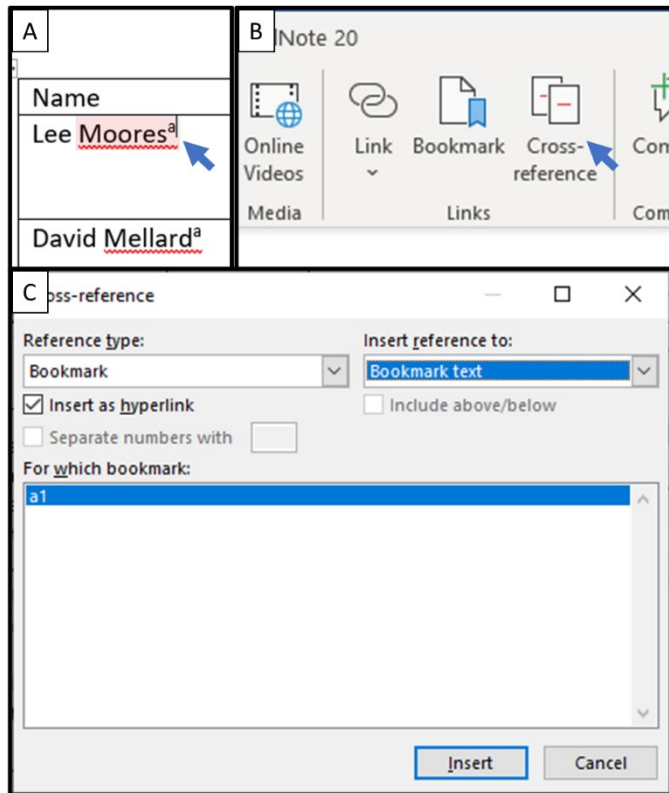 A
Name
Lee Mooresᵃ
David Mellardᵃ
B
Note 20
Online
Videos
Link
Bookmark
Cross-
reference
Com
Media
Links
Com
C
oss-reference
Reference type:
Insert reference to:
Bookmark
Bookmark text
Insert as hyperlink
Include above/below
Separate numbers with
For which bookmark:
a1
Insert
Cancel